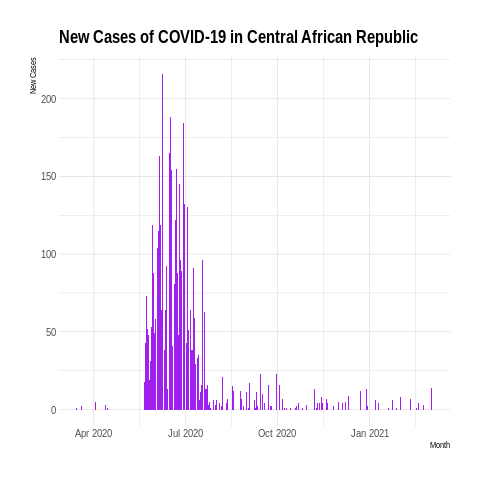 New Cases of COVID-19 in Central African Republic
New Cases
200
150
100
50
0
Apr 2020 Jul 2020 Oct 2020 Jan 2021
Month